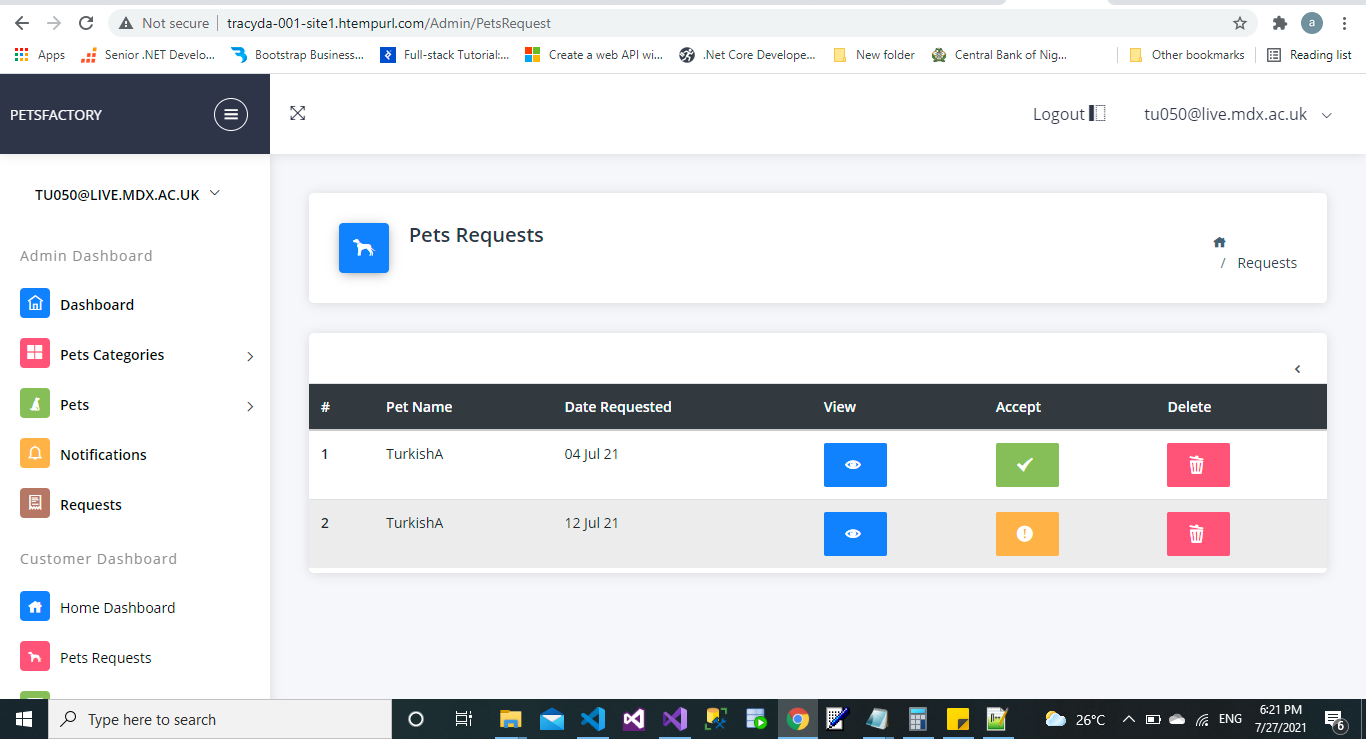 Not secure tracyda-001-site1.htempurl.com/Admin/PetsRequest a
Apps Senior .NET Develo... Bootstrap Business... Full-stack Tutorial:... Create a web API wi... .Net Core Develope... New folder Central Bank of Nig... Other bookmarks Reading list
PETSFACTORY
Logout tu050@live.mdx.ac.uk
TU050@LIVE.MDX.AC.UK
Admin Dashboard
Dashboard
Pets Categories
Pets
Notifications
Requests
Customer Dashboard
Home Dashboard
Pets Requests
Pets Requests
/ Requests
# Pet Name Date Requested View Accept Delete
1 TurkishA 04 Jul 21
2 TurkishA 12 Jul 21
Type here to search
26°C ENG
6:21 PM
7/27/2021
6